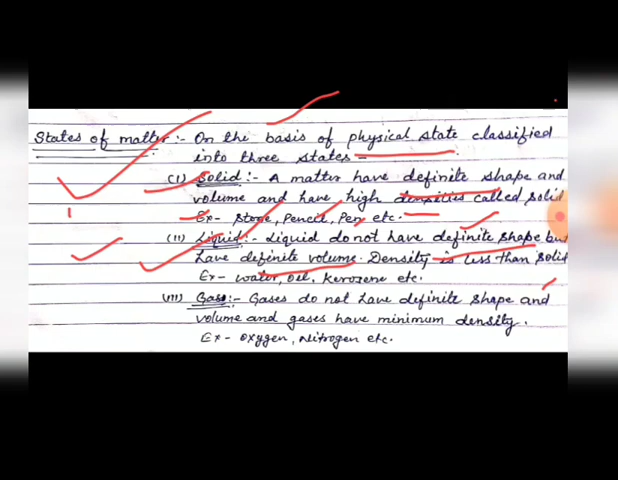 States of matter :- On the basis of physical state classified
into three states -
(i) Solid :- A matter have definite shape and
volume and have high densities called solid
Ex- Stone, Pencil, Pen etc.
(ii) Liquid :- Liquid do not have definite shape but
have definite volume. Density is less than solid
Ex- water, oil, kerozene etc.
(iii) Gas :- Gases do not have definite shape and
volume and gases have minimum density.
Ex- oxygen, Nitrogen etc.